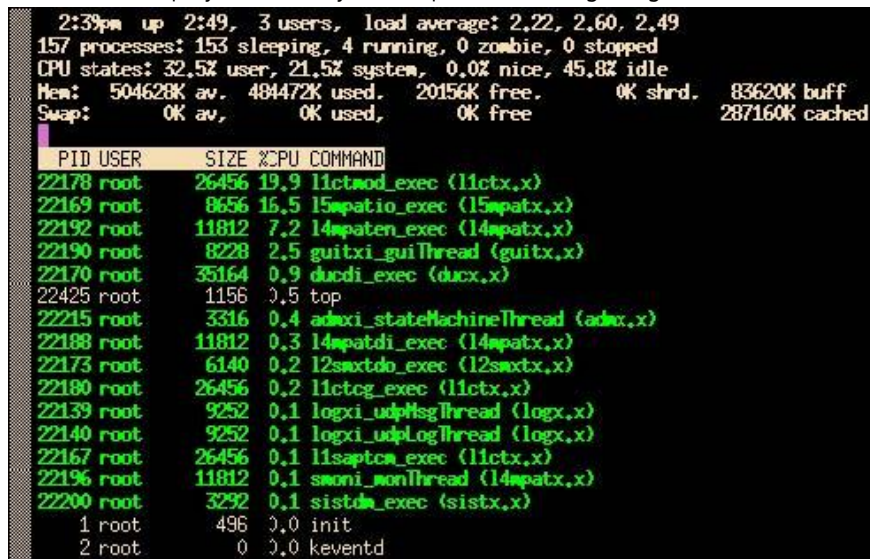 2:39pm up 2:49, 3 users, load average: 2.22, 2.60, 2.49
157 processes: 153 sleeping, 4 running, 0 zombie, 0 stopped
CPU states: 32.5% user, 21.5% system, 0.0% nice, 45.8% idle
Mem: 504628K av, 484472K used, 20156K free, 0K shrd, 83620K buff
Swap: 0K av, 0K used, 0K free 287160K cached
PID USER SIZE %CPU COMMAND
22178 root 26456 19.9 l1ctmod_exec (l1ctx.x)
22169 root 8656 16.5 l5mpatio_exec (l5mpatx.x)
22192 root 11812 7.2 l4mpaten_exec (l4mpatx.x)
22190 root 8228 2.5 guitxi_guiThread (guitx.x)
22170 root 35164 0.9 ducdi_exec (ducx.x)
22425 root 1156 0.5 top
22215 root 3316 0.4 admxi_stateMachineThread (admx.x)
22188 root 11812 0.3 l4mpatdi_exec (l4mpatx.x)
22173 root 6140 0.2 l2smxtdo_exec (l2smxtx.x)
22180 root 26456 0.2 l1ctcg_exec (l1ctx.x)
22139 root 9252 0.1 logxi_udpMsgThread (logx.x)
22140 root 9252 0.1 logxi_udpLogThread (logx.x)
22167 root 26456 0.1 l1saptcm_exec (l1ctx.x)
22196 root 11812 0.1 smoni_monThread (l4mpatx.x)
22200 root 3292 0.1 sistdm_exec (sistx.x)
1 root 496 0.0 init
2 root 0 0.0 keventd